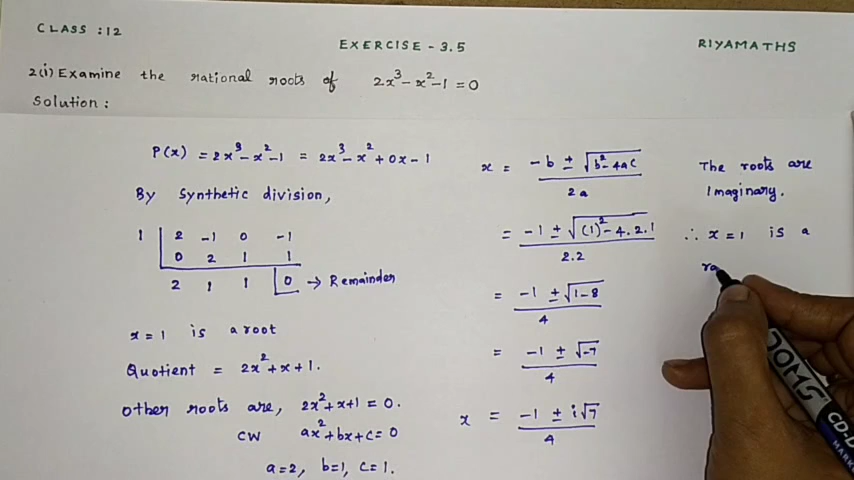 CLASS : 12
EXERCISE - 3.5
RIYAMATHS
2(i) Examine the rational roots of 2x³ - x² - 1 = 0
Solution :
P(x) = 2x³ - x² - 1 = 2x³ - x² + 0x - 1
By Synthetic division,
1 | 2 -1 0 -1
0 2 1 1
2 1 1 0 → Remainder
x = 1 is a root
Quotient = 2x² + x + 1.
other roots are, 2x² + x + 1 = 0.
CW ax² + bx + c = 0
a = 2, b = 1, c = 1.
x = (-b ± √(b² - 4ac)) / 2a
= (-1 ± √((1)² - 4.2.1)) / 2.2
= (-1 ± √(1 - 8)) / 4
= (-1 ± √-7) / 4
x = (-1 ± i√7) / 4
The roots are
Imaginary.
∴ x = 1 is a
ra
DOMS
CD-D
MARK